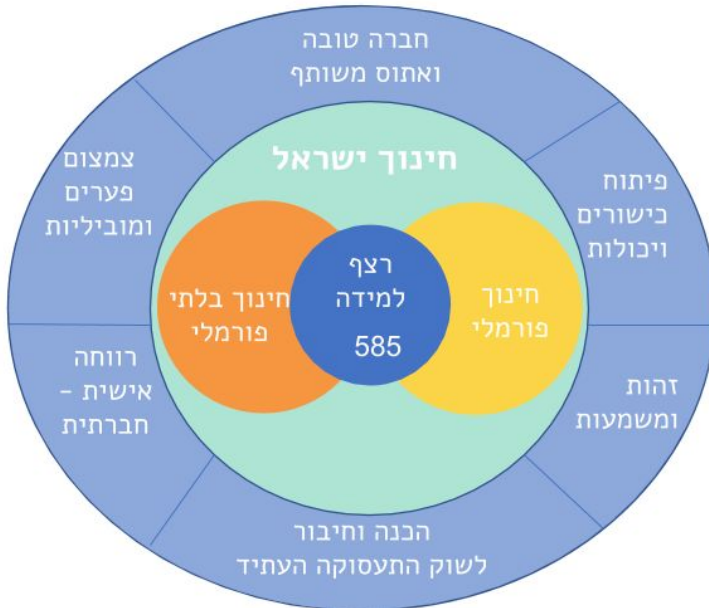 חברה טובה
ואתוס משותף
פיתוח
כישורים
ויכולות
זהות
ומשמעות
הכנה וחיבור
לשוק התעסוקה העתיד
רווחה
אישית -
חברתית
צמצום
פערים
ומוביליות
חינוך ישראל
חינוך
פורמלי
רצף
למידה
585
חינוך בלתי
פורמלי